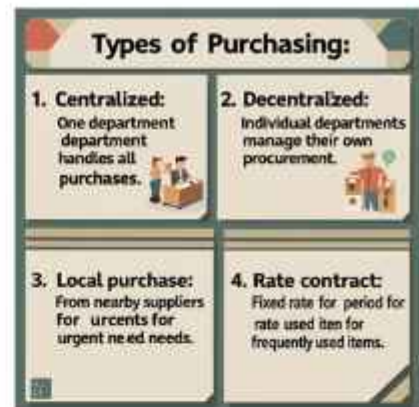 Types of Purchasing:
1. Centralized:
One department
department
handles all
purchases.
2. Decentralized:
Individual departments
manage their own
procurement.
3. Local purchase:
From nearby suppliers
for urcents for
urgent need needs.
4. Rate contract:
Fixed rate for period for
rate used iten for
frequently used items.